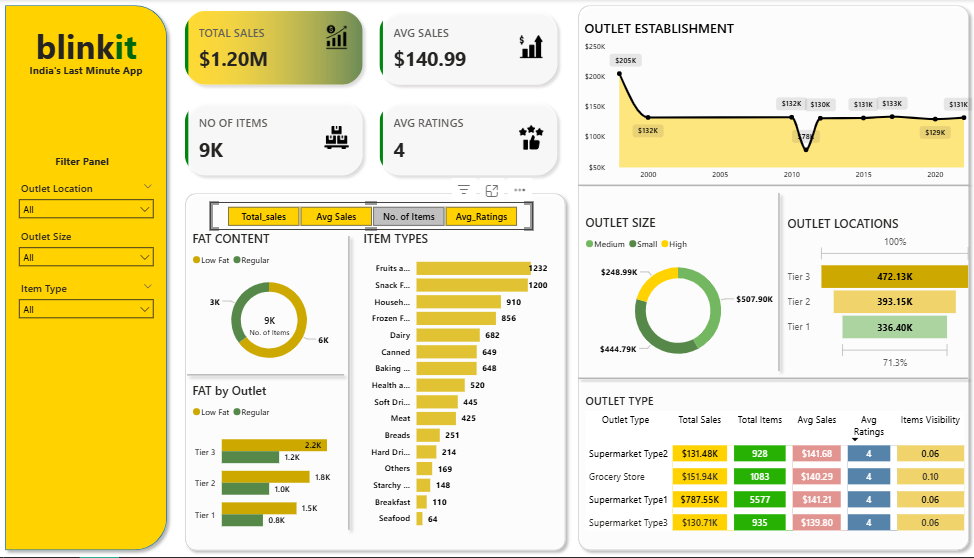 blinkit
India's Last Minute App
Filter Panel
Outlet Location
All
Outlet Size
All
Item Type
All
TOTAL SALES
$1.20M
AVG SALES
$140.99
NO OF ITEMS
9K
AVG RATINGS
4
Total_sales
Avg Sales
No. of Items
Avg_Ratings
FAT CONTENT
Low Fat Regular
3K
9K
No. of Items
6K
FAT by Outlet
Low Fat Regular
Tier 3 2.2K
1.2K
Tier 2 1.8K
1.0K
Tier 1 1.5K
0.8K
ITEM TYPES
Fruits a... 1232
Snack F... 1200
Househ... 910
Frozen F... 856
Dairy 682
Canned 649
Baking ... 648
Health a... 520
Soft Dri... 445
Meat 425
Breads 251
Hard Dri... 214
Others 169
Starchy ... 148
Breakfast 110
Seafood 64
OUTLET ESTABLISHMENT
$250K
$200K
$150K
$100K
$50K
$205K
$132K
$132K
$78K
$130K
$131K
$133K
$129K
$131K
2000 2005 2010 2015 2020
OUTLET SIZE
Medium Small High
$248.99K
$507.90K
$444.79K
OUTLET LOCATIONS
100%
Tier 3 472.13K
Tier 2 393.15K
Tier 1 336.40K
71.3%
OUTLET TYPE
Outlet Type Total Sales Total Items Avg Sales Avg Ratings Items Visibility
Supermarket Type2 $131.48K 928 $141.68 4 0.06
Grocery Store $151.94K 1083 $140.29 4 0.10
Supermarket Type1 $787.55K 5577 $141.21 4 0.06
Supermarket Type3 $130.71K 935 $139.80 4 0.06